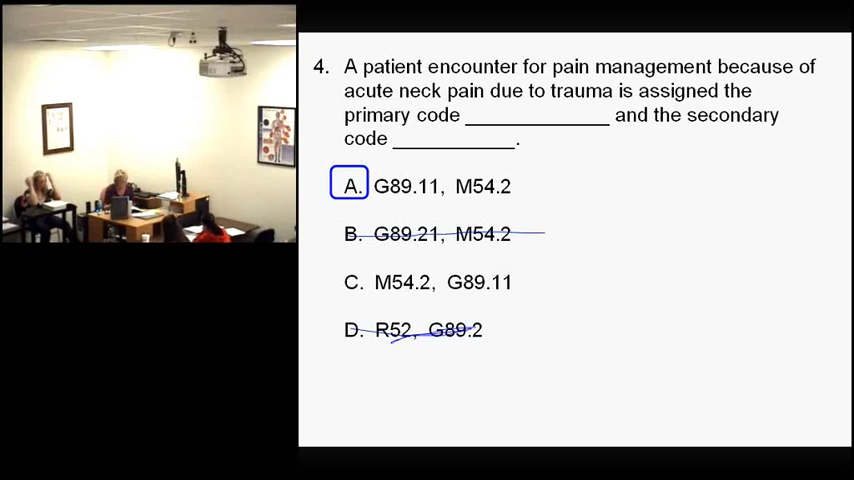 4. A patient encounter for pain management because of
acute neck pain due to trauma is assigned the
primary code _____________ and the secondary
code ___________.
A. G89.11, M54.2
B. G89.21, M54.2
C. M54.2, G89.11
D. R52, G89.2